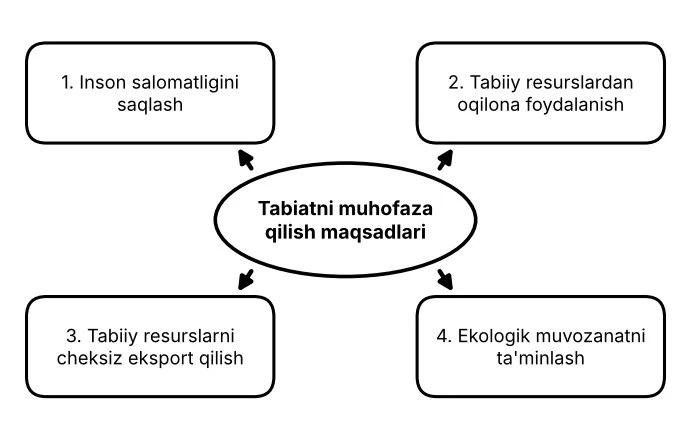 1. Inson salomatligini
saqlash
2. Tabiiy resurslardan
oqilona foydalanish
Tabiatni muhofaza
qilish maqsadlari
3. Tabiiy resurslarni
cheksiz eksport qilish
4. Ekologik muvozanatni
ta'minlash